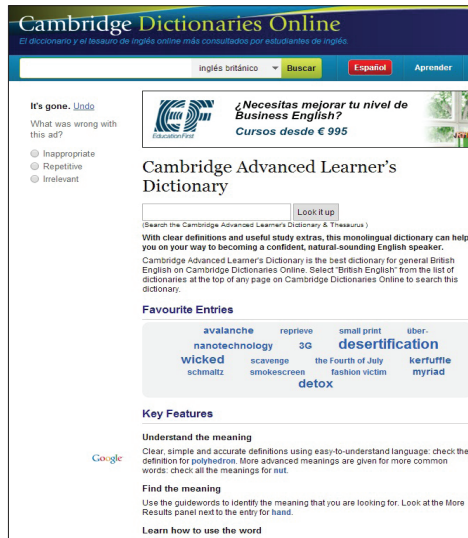 Cambridge Dictionaries Online
El diccionario y el tesauro de inglés online más consultados por estudiantes de inglés
inglés británico
Buscar
Español
Aprender
It's gone. Undo
What was wrong with
this ad?
Inappropriate
Repetitive
Irrelevant
Google
EF
EducationFirst
¿Necesitas mejorar tu nivel de
Business English?
Cursos desde € 995
Cambridge Advanced Learner's
Dictionary
Look it up
(Search the Cambridge Advanced Learner's Dictionary & Thesaurus )
With clear definitions and useful study extras, this monolingual dictionary can help
you on your way to becoming a confident, natural-sounding English speaker.
Cambridge Advanced Learner's Dictionary is the best dictionary for general British
English on Cambridge Dictionaries Online. Select "British English" from the list of
dictionaries at the top of any page on Cambridge Dictionaries Online to search this
dictionary.
Favourite Entries
avalanche reprieve small print über-
nanotechnology 3G desertification
wicked scavenge the Fourth of July kerfuffle
schmaltz smokescreen fashion victim myriad
detox
Key Features
Understand the meaning
Clear, simple and accurate definitions using easy-to-understand language: check the
definition for polyhedron. More advanced meanings are given for more common
words: check all the meanings for nut.
Find the meaning
Use the guidewords to identify the meaning that you are looking for. Look at the More
Results panel next to the entry for hand.
Learn how to use the word